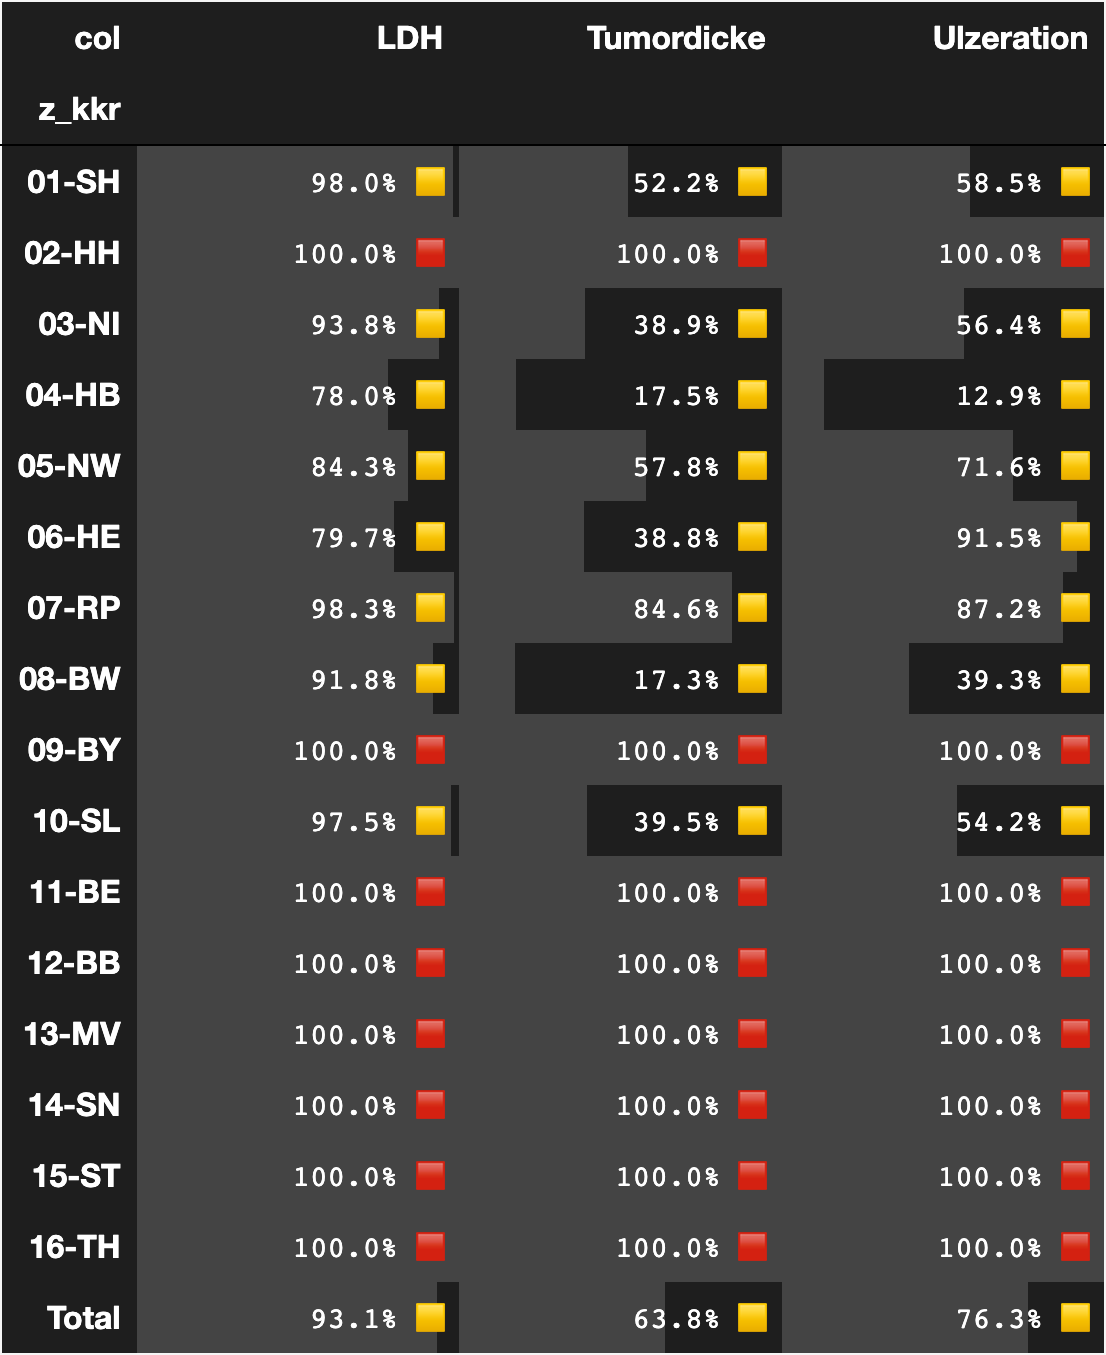 col LDH Tumordicke Ulzeration
z_kkr
01-SH 98.0% 🟨 52.2% 🟨 58.5% 🟨
02-HH 100.0% 🟥 100.0% 🟥 100.0% 🟥
03-NI 93.8% 🟨 38.9% 🟨 56.4% 🟨
04-HB 78.0% 🟨 17.5% 🟨 12.9% 🟨
05-NW 84.3% 🟨 57.8% 🟨 71.6% 🟨
06-HE 79.7% 🟨 38.8% 🟨 91.5% 🟨
07-RP 98.3% 🟨 84.6% 🟨 87.2% 🟨
08-BW 91.8% 🟨 17.3% 🟨 39.3% 🟨
09-BY 100.0% 🟥 100.0% 🟥 100.0% 🟥
10-SL 97.5% 🟨 39.5% 🟨 54.2% 🟨
11-BE 100.0% 🟥 100.0% 🟥 100.0% 🟥
12-BB 100.0% 🟥 100.0% 🟥 100.0% 🟥
13-MV 100.0% 🟥 100.0% 🟥 100.0% 🟥
14-SN 100.0% 🟥 100.0% 🟥 100.0% 🟥
15-ST 100.0% 🟥 100.0% 🟥 100.0% 🟥
16-TH 100.0% 🟥 100.0% 🟥 100.0% 🟥
Total 93.1% 🟨 63.8% 🟨 76.3% 🟨